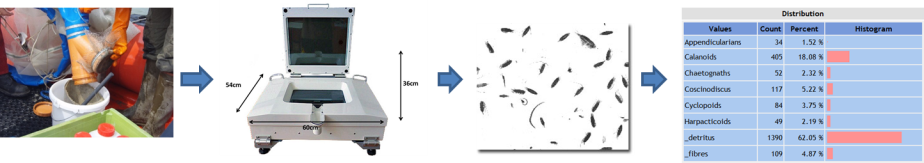 54cm
36cm
60cm
Distribution
Values Count Percent Histogram
Appendicularians 34 1.52 %
Calanoids 405 18.08 %
Chaetognaths 52 2.32 %
Coscinodiscus 117 5.22 %
Cyclopoids 84 3.75 %
Harpacticoids 49 2.19 %
_detritus 1390 62.05 %
_fibres 109 4.87 %